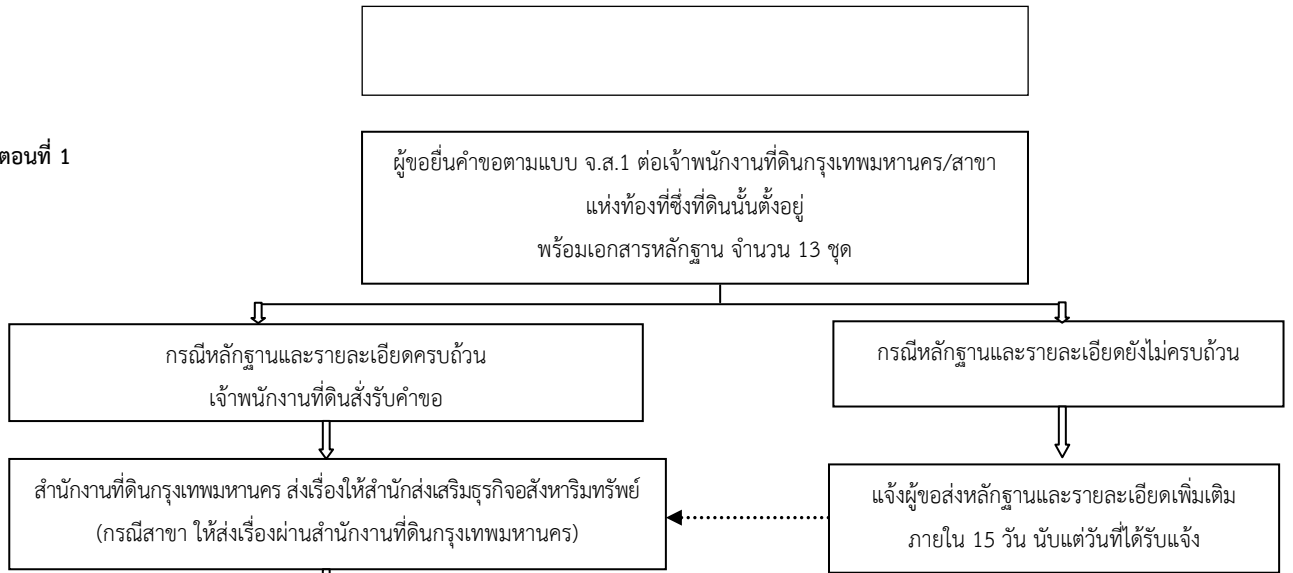 ตอนที่ 1
ผู้ขอยื่นคำขอตามแบบ จ.ส.1 ต่อเจ้าพนักงานที่ดินกรุงเทพมหานคร/สาขา
แห่งท้องที่ซึ่งที่ดินนั้นตั้งอยู่
พร้อมเอกสารหลักฐาน จำนวน 13 ชุด
กรณีหลักฐานและรายละเอียดครบถ้วน
เจ้าพนักงานที่ดินสั่งรับคำขอ
กรณีหลักฐานและรายละเอียดยังไม่ครบถ้วน
สำนักงานที่ดินกรุงเทพมหานคร ส่งเรื่องให้สำนักส่งเสริมธุรกิจอสังหาริมทรัพย์
(กรณีสาขา ให้ส่งเรื่องผ่านสำนักงานที่ดินกรุงเทพมหานคร)
แจ้งผู้ขอส่งหลักฐานและรายละเอียดเพิ่มเติม
ภายใน 15 วัน นับแต่วันที่ได้รับแจ้ง